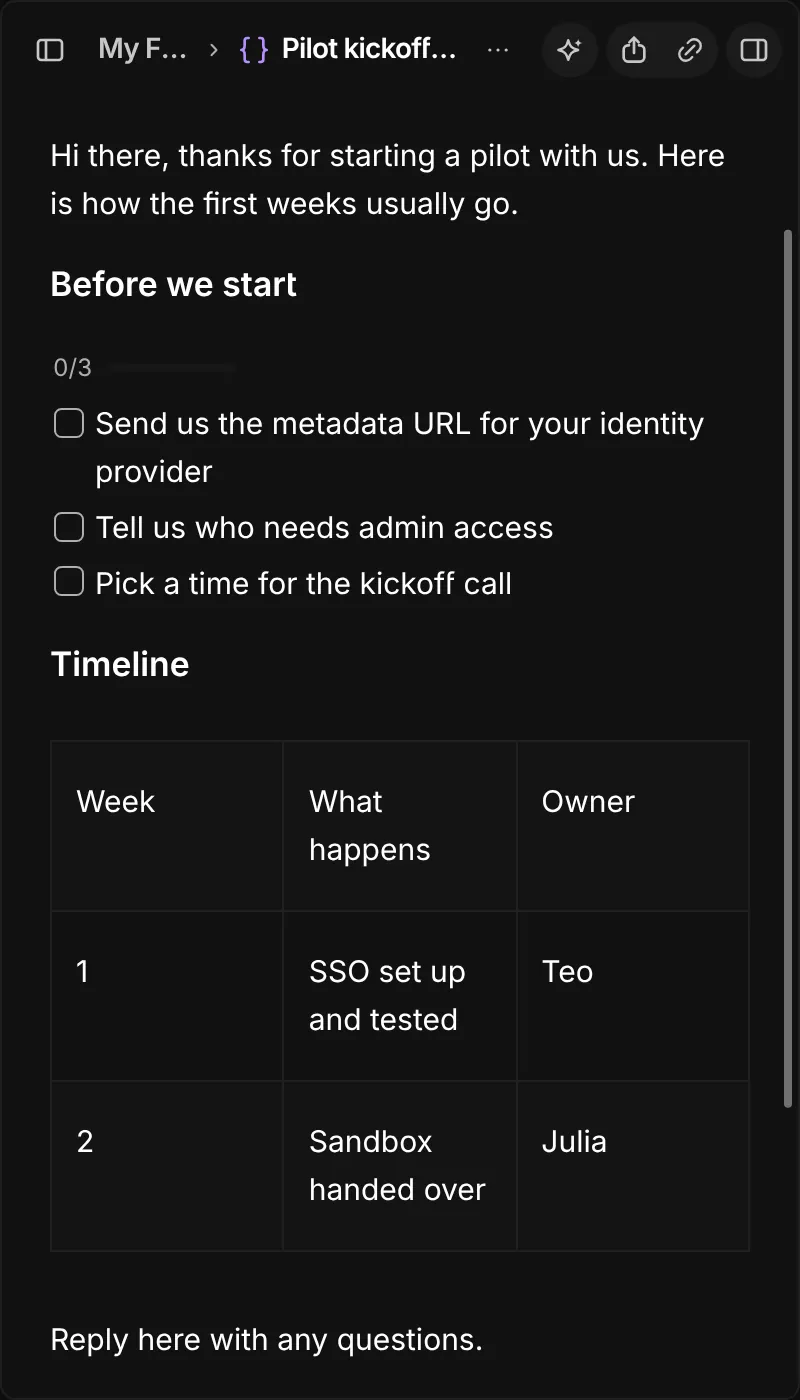 My F... › { } Pilot kickoff... ...
Hi there, thanks for starting a pilot with us. Here
is how the first weeks usually go.
Before we start
0/3
Send us the metadata URL for your identity
provider
Tell us who needs admin access
Pick a time for the kickoff call
Timeline
Week
What
happens
Owner
1
SSO set up
and tested
Teo
2
Sandbox
handed over
Julia
Reply here with any questions.